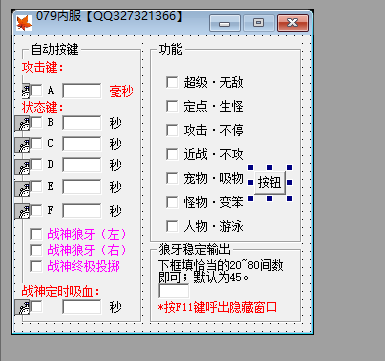 079内服【QQ327321366】
自动按键
攻击键:
A 毫秒
状态键:
B 秒
C 秒
D 秒
E 秒
F 秒
战神狼牙（左）
战神狼牙（右）
战神终极投掷
战神定时吸血:
秒
功能
超级·无敌
定点·生怪
攻击·不停
近战·不攻
宠物·吸物
怪物·变笨
人物·游泳
按钮
狼牙稳定输出
下框填恰当的20~80间数
即可；默认为45。
*按F11键呼出隐藏窗口